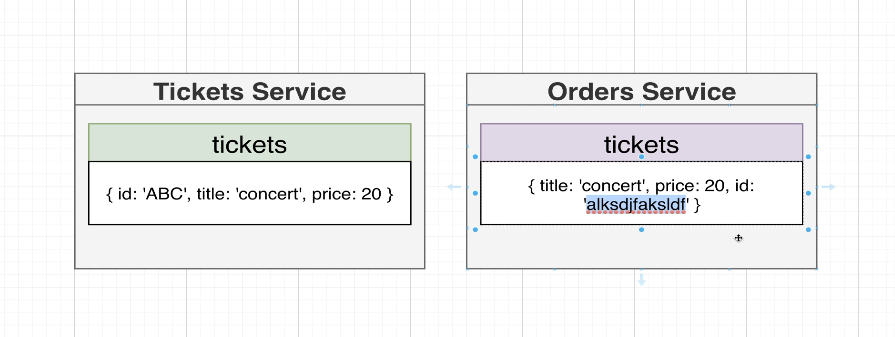 Tickets Service
tickets
{ id: 'ABC', title: 'concert', price: 20 }
Orders Service
tickets
{ title: 'concert', price: 20, id:
'alksdjfaksldf' }